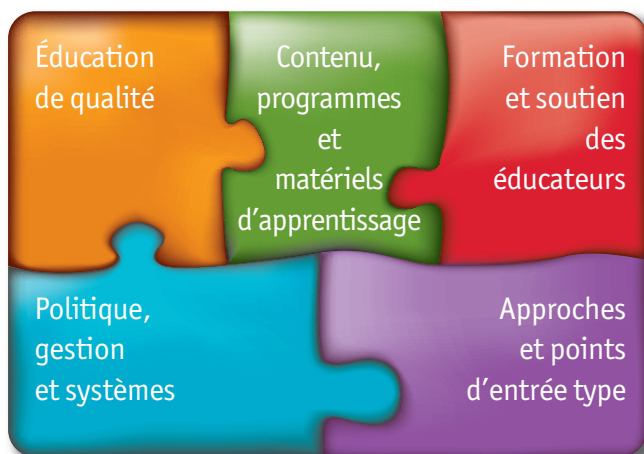 Éducation
de qualité
Contenu,
programmes
et
matériels
d'apprentissage
Formation
et soutien
des
éducateurs
Politique,
gestion
et systèmes
Approches
et points
d'entrée type